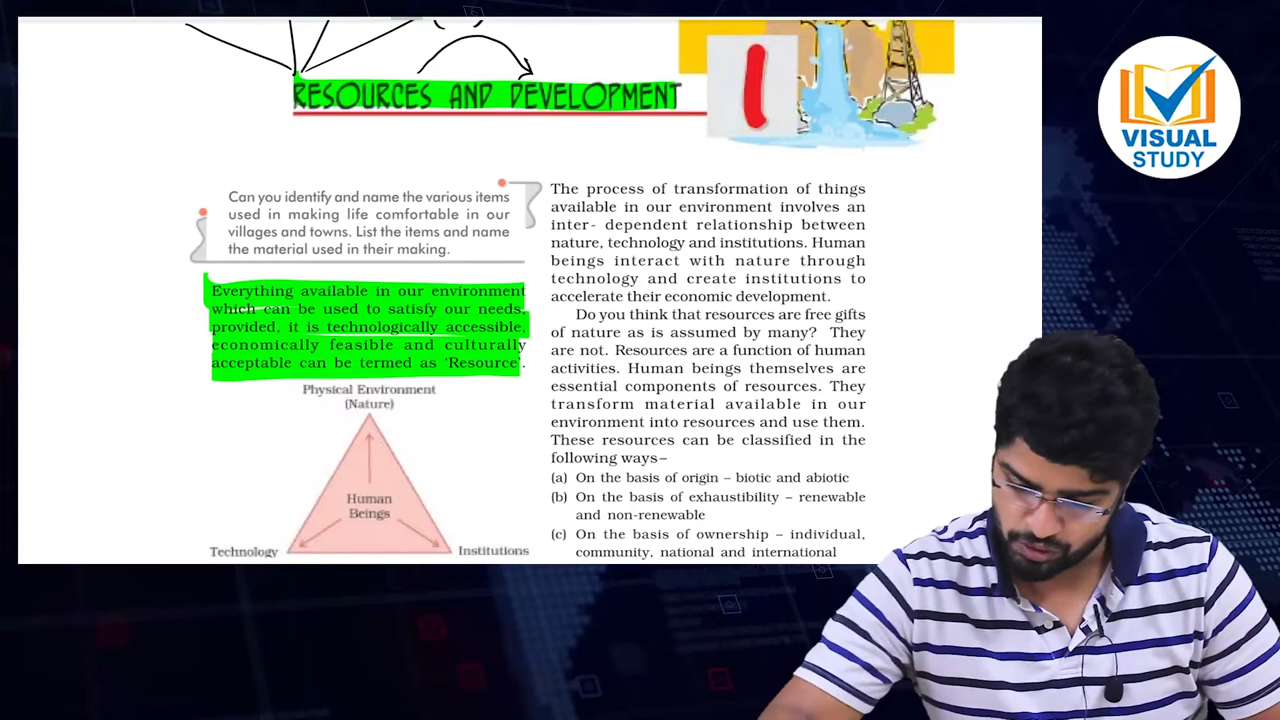 RESOURCES AND DEVELOPMENT
1
VISUAL
STUDY
Can you identify and name the various items
used in making life comfortable in our
villages and towns. List the items and name
the material used in their making.
Everything available in our environment
which can be used to satisfy our needs,
provided, it is technologically accessible,
economically feasible and culturally
acceptable can be termed as ‘Resource’.
Physical Environment
(Nature)
Human
Beings
Technology
Institutions
The process of transformation of things
available in our environment involves an
inter- dependent relationship between
nature, technology and institutions. Human
beings interact with nature through
technology and create institutions to
accelerate their economic development.
Do you think that resources are free gifts
of nature as is assumed by many? They
are not. Resources are a function of human
activities. Human beings themselves are
essential components of resources. They
transform material available in our
environment into resources and use them.
These resources can be classified in the
following ways–
(a) On the basis of origin – biotic and abiotic
(b) On the basis of exhaustibility – renewable
and non-renewable
(c) On the basis of ownership – individual,
community, national and international